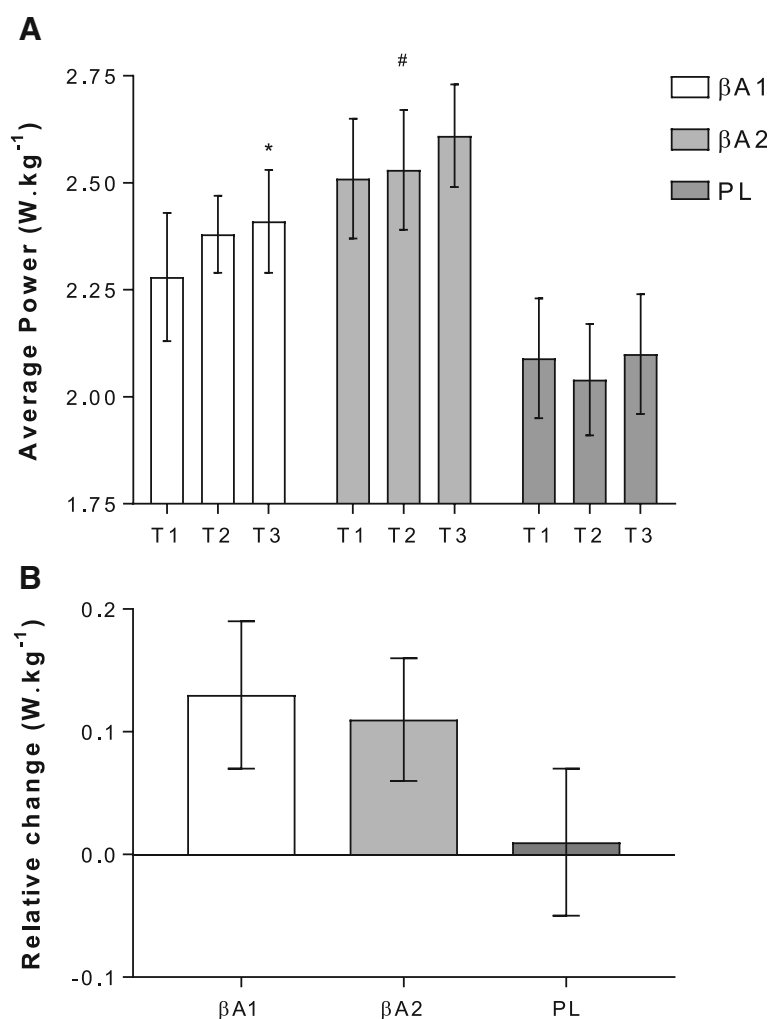 A
Average Power (W.kg⁻¹)
2.75
2.50
2.25
2.00
1.75
*
#
T1 T2 T3 T1 T2 T3 T1 T2 T3
βA1
βA2
PL
B
Relative change (W.kg⁻¹)
0.2
0.1
0.0
-0.1
βA1 βA2 PL